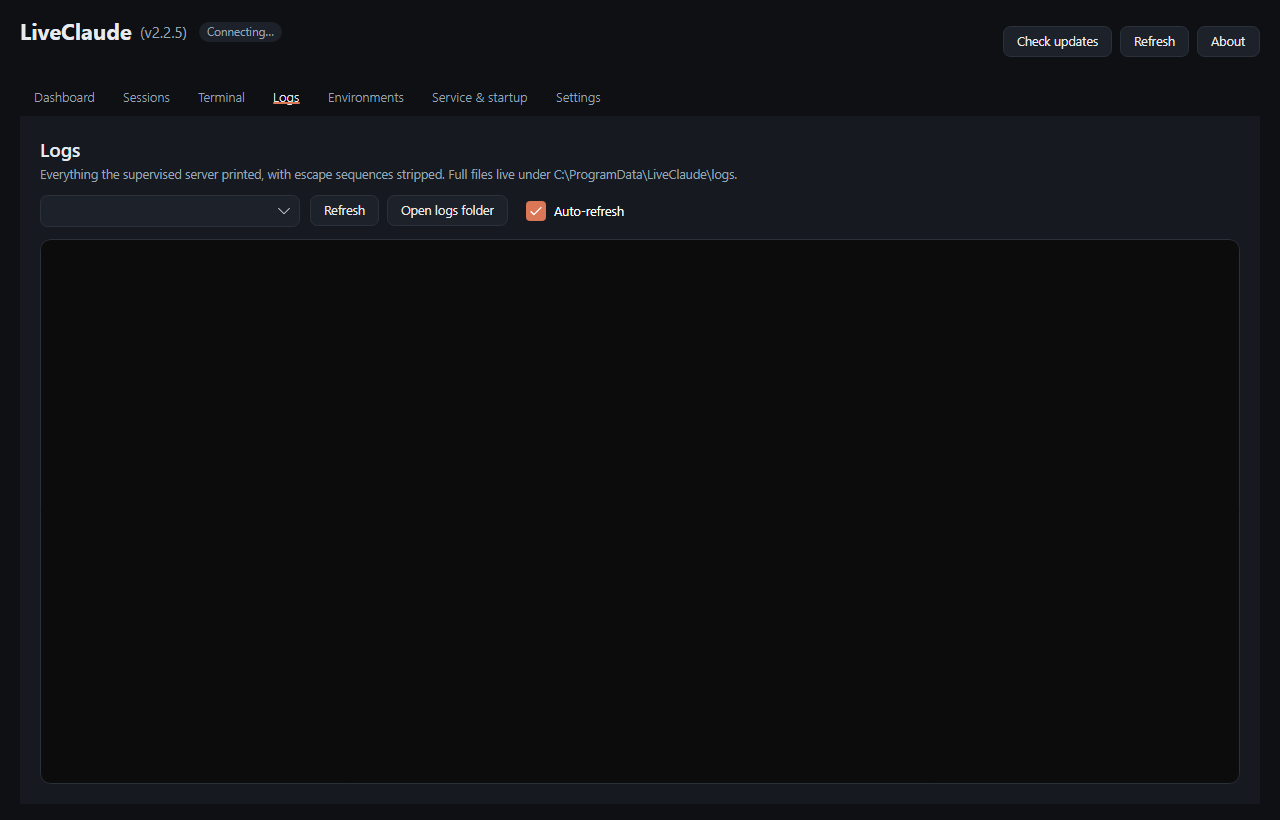 LiveClaude (v2.2.5) Connecting...
Check updates Refresh About
Dashboard Sessions Terminal Logs Environments Service & startup Settings
Logs
Everything the supervised server printed, with escape sequences stripped. Full files live under C:\ProgramData\LiveClaude\logs.
Refresh Open logs folder Auto-refresh